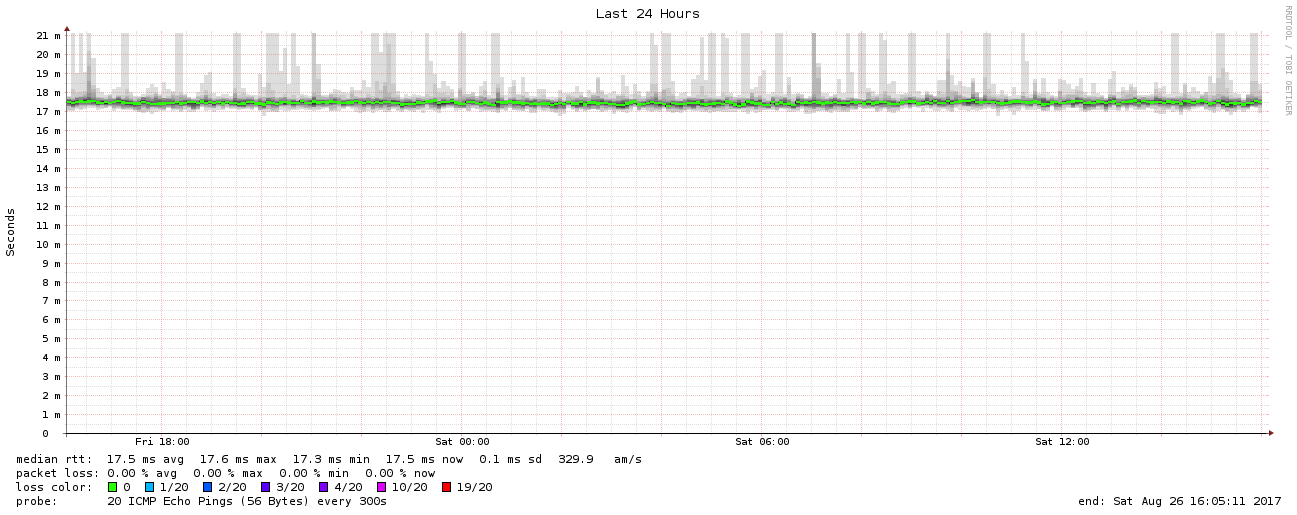 Last 24 Hours
RRDTOOL / TOBI OETIKER
Seconds
21 m
20 m
19 m
18 m
17 m
16 m
15 m
14 m
13 m
12 m
11 m
10 m
9 m
8 m
7 m
6 m
5 m
4 m
3 m
2 m
1 m
0
Fri 18:00 Sat 00:00 Sat 06:00 Sat 12:00
median rtt: 17.5 ms avg 17.6 ms max 17.3 ms min 17.5 ms now 0.1 ms sd 329.9 am/s
packet loss: 0.00 % avg 0.00 % max 0.00 % min 0.00 % now
loss color: 0 1/20 2/20 3/20 4/20 10/20 19/20
probe: 20 ICMP Echo Pings (56 Bytes) every 300s end: Sat Aug 26 16:05:11 2017